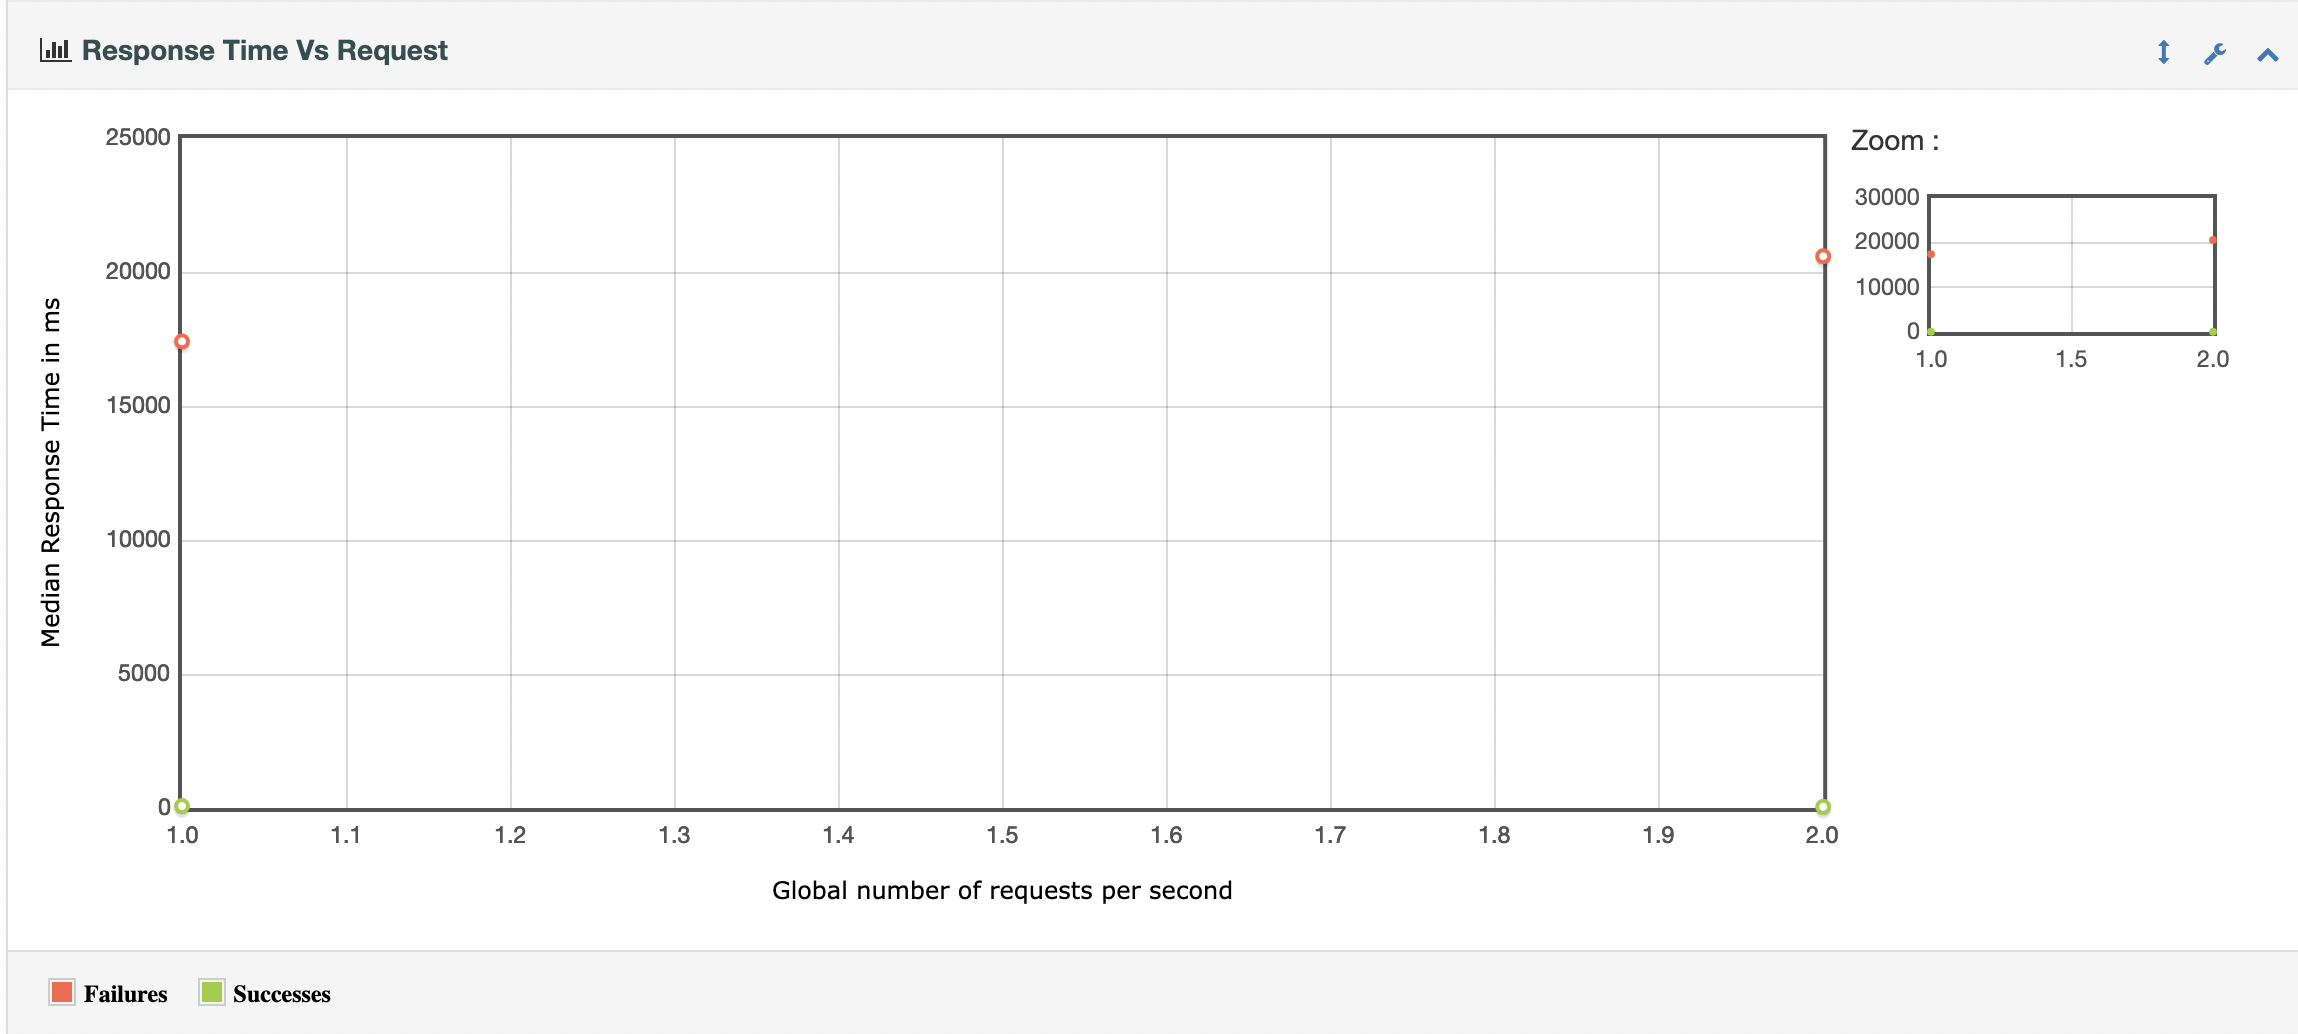 Response Time Vs Request
25000
20000
15000
10000
5000
0
Median Response Time in ms
1.0 1.1 1.2 1.3 1.4 1.5 1.6 1.7 1.8 1.9 2.0
Global number of requests per second
Zoom :
30000
20000
10000
0
1.0 1.5 2.0
Failures Successes